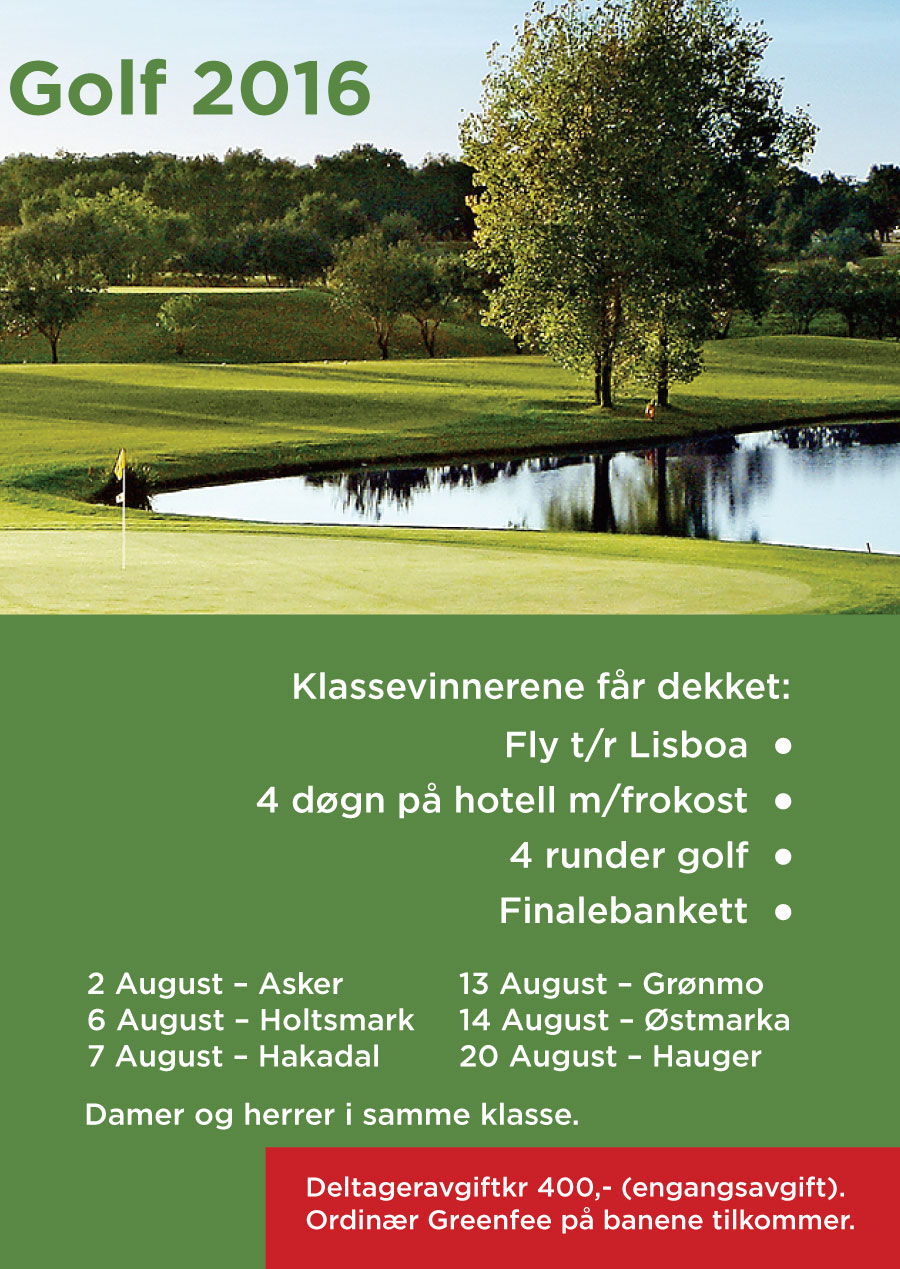 Golf 2016
Klassevinnerene får dekket:
Fly t/r Lisboa •
4 døgn på hotell m/frokost •
4 runder golf •
Finalebankett •
2 August – Asker
6 August – Holtsmark
7 August – Hakadal
13 August – Grønmo
14 August – Østmarka
20 August – Hauger
Damer og herrer i samme klasse.
Deltageravgiftkr 400,- (engangsavgift).
Ordinær Greenfee på banene tilkommer.